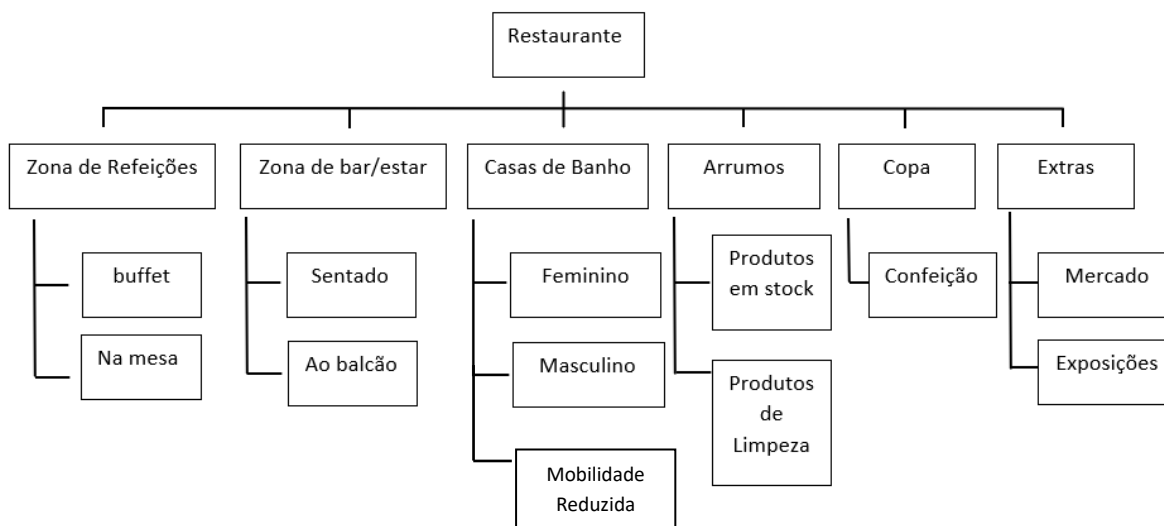 Restaurante
Zona de Refeições
Zona de bar/estar
Casas de Banho
Arrumos
Copa
Extras
buffet
Na mesa
Sentado
Ao balcão
Feminino
Masculino
Mobilidade
Reduzida
Produtos
em stock
Produtos
de
Limpeza
Confeição
Mercado
Exposições